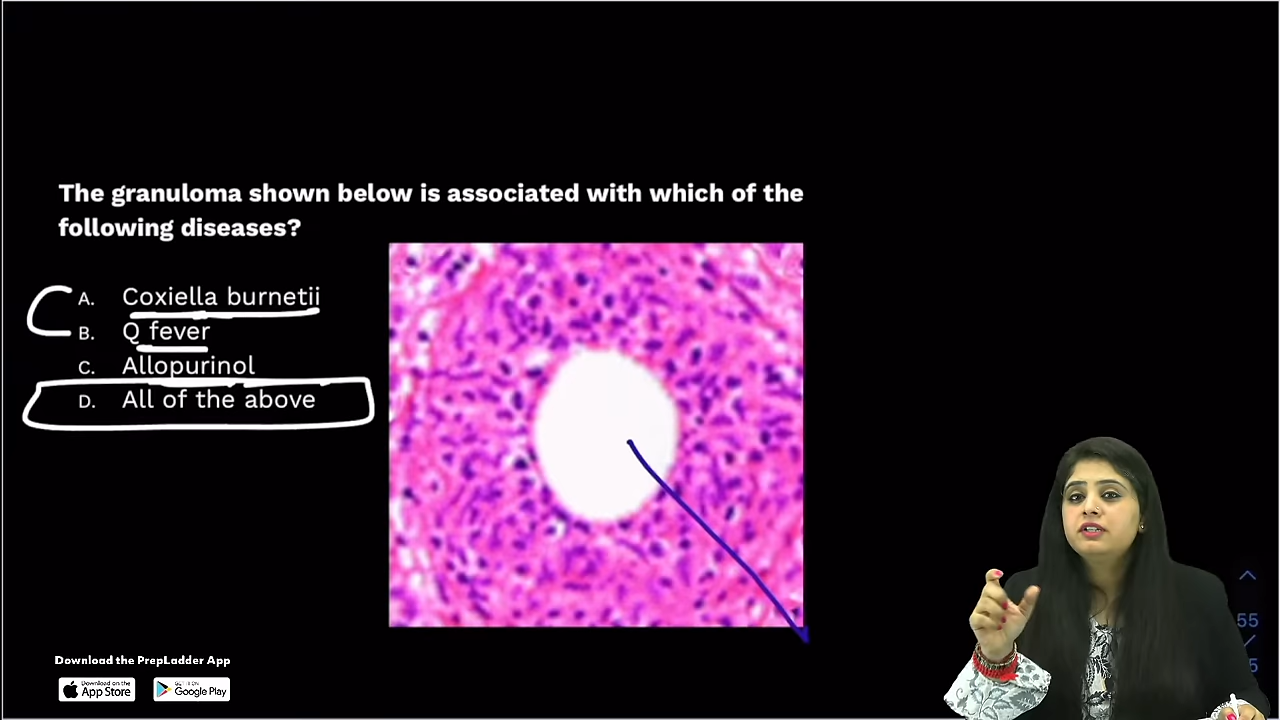 The granuloma shown below is associated with which of the
following diseases?
A. Coxiella burnetii
B. Q fever
C. Allopurinol
D. All of the above
Download the PrepLadder App
Download on the
App Store
GET IT ON
Google Play
55
5